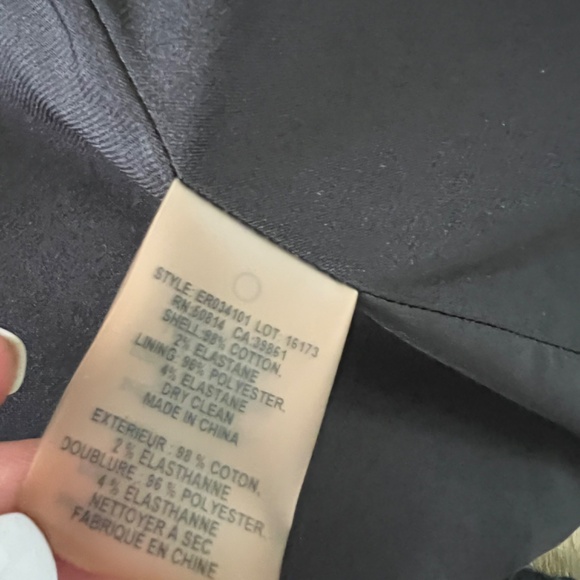 STYLE ER034101 LOT 16173
RN 50814 CA 39861
SHELL 98% COTTON.
2% ELASTANE
LINING: 96% POLYESTER.
4% ELASTANE
DRY CLEAN
MADE IN CHINA
EXTERIEUR : 98 % COTON.
2 % ELASTHANNE
DOUBLURE: 96 % POLYESTER.
4 % ELASTHANNE
NETTOYER À SEC
FABRIQUE EN CHINE